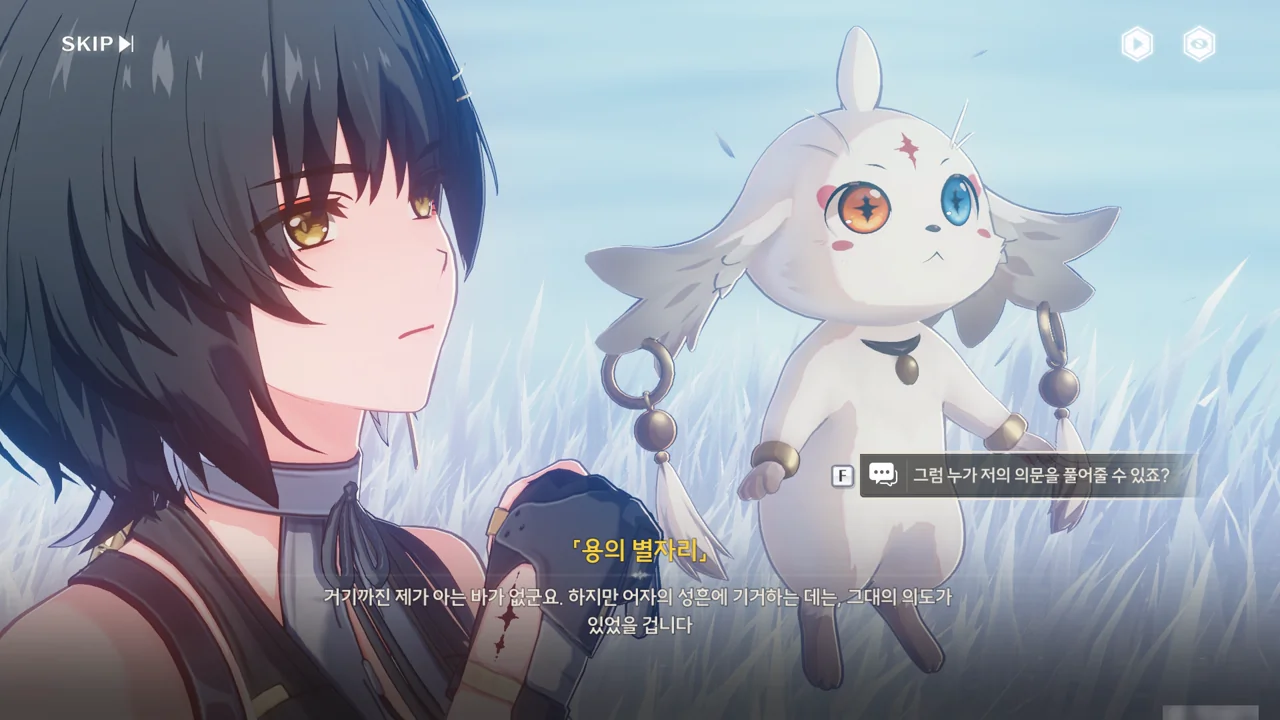 SKIP
F
그럼 누가 저의 의문을 풀어줄 수 있죠?
「용의 별자리」
거기까진 제가 아는 바가 없군요. 하지만 어자의 성흔에 기거하는 데는, 그대의 의도가
있었을 겁니다